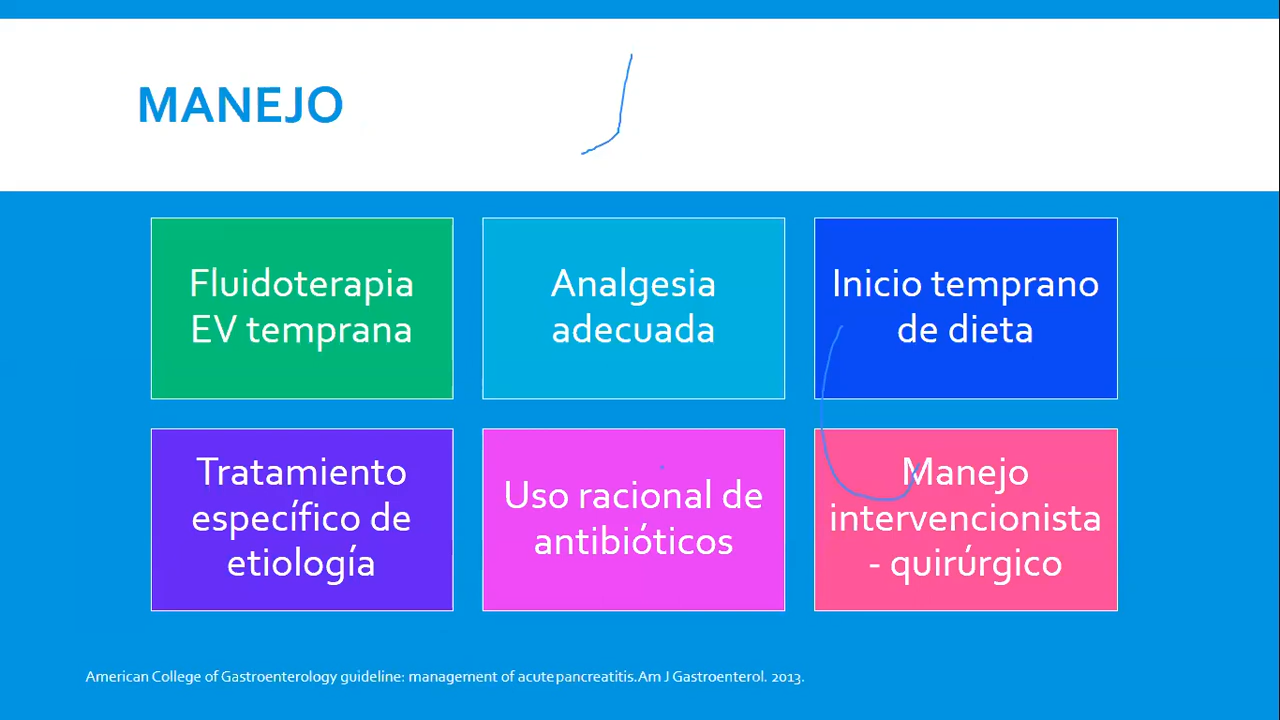 MANEJO
Fluidoterapia
EV temprana
Analgesia
adecuada
Inicio temprano
de dieta
Tratamiento
específico de
etiología
Uso racional de
antibióticos
Manejo
intervencionista
- quirúrgico
American College of Gastroenterology guideline: management of acute pancreatitis.Am J Gastroenterol. 2013.